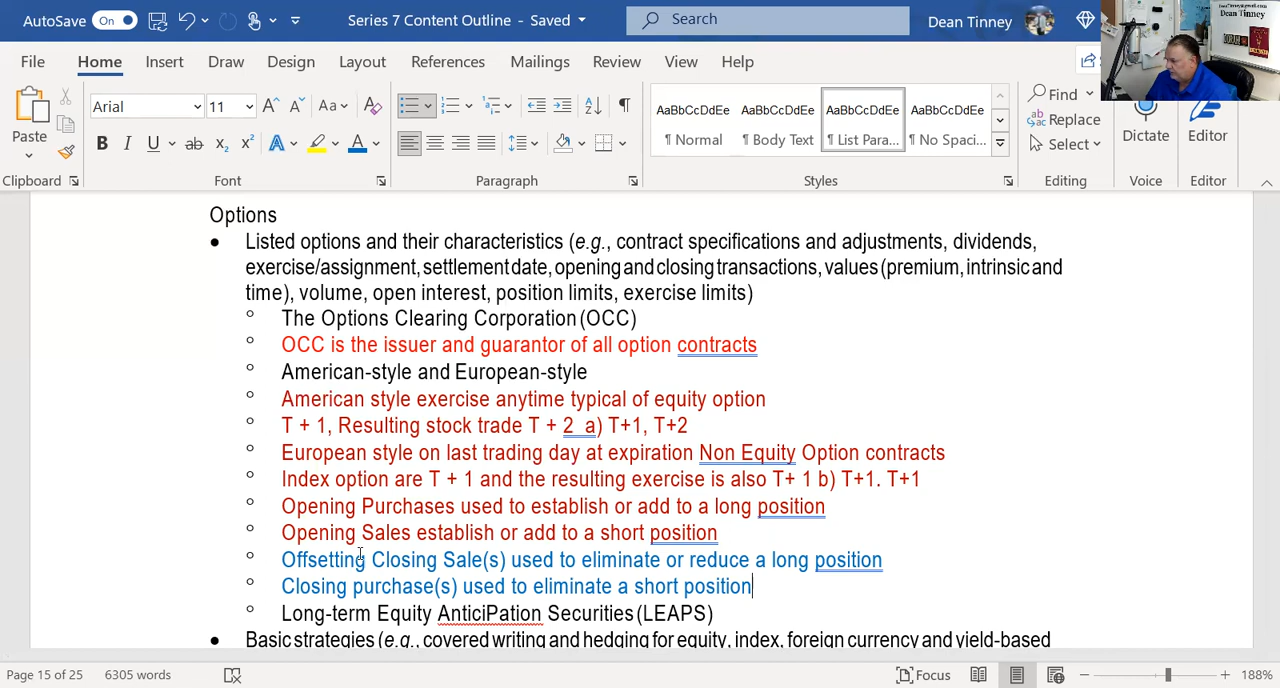 AutoSave On Series 7 Content Outline - Saved Search Dean Tinney
Dean Tinney
File Home Insert Draw Design Layout References Mailings Review View Help
Arial 11 Aa
Paste
AaBbCcDdEe AaBbCcDdEe AaBbCcDdEe AaBbCcDdEe
¶ Normal ¶ Body Text ¶ List Para... ¶ No Spaci...
Find
Replace
Select
Dictate
Editor
Clipboard Font Paragraph Styles Editing Voice Editor
Options
• Listed options and their characteristics (e.g., contract specifications and adjustments, dividends,
exercise/assignment, settlement date, opening and closing transactions, values (premium, intrinsic and
time), volume, open interest, position limits, exercise limits)
° The Options Clearing Corporation (OCC)
° OCC is the issuer and guarantor of all option contracts
° American-style and European-style
° American style exercise anytime typical of equity option
° T + 1, Resulting stock trade T + 2 a) T+1, T+2
° European style on last trading day at expiration Non Equity Option contracts
° Index option are T + 1 and the resulting exercise is also T+ 1 b) T+1. T+1
° Opening Purchases used to establish or add to a long position
° Opening Sales establish or add to a short position
° Offsetting Closing Sale(s) used to eliminate or reduce a long position
° Closing purchase(s) used to eliminate a short position
° Long-term Equity AnticiPation Securities (LEAPS)
• Basic strategies (e.g., covered writing and hedging for equity, index, foreign currency and yield-based
Page 15 of 25 6305 words Focus 188%